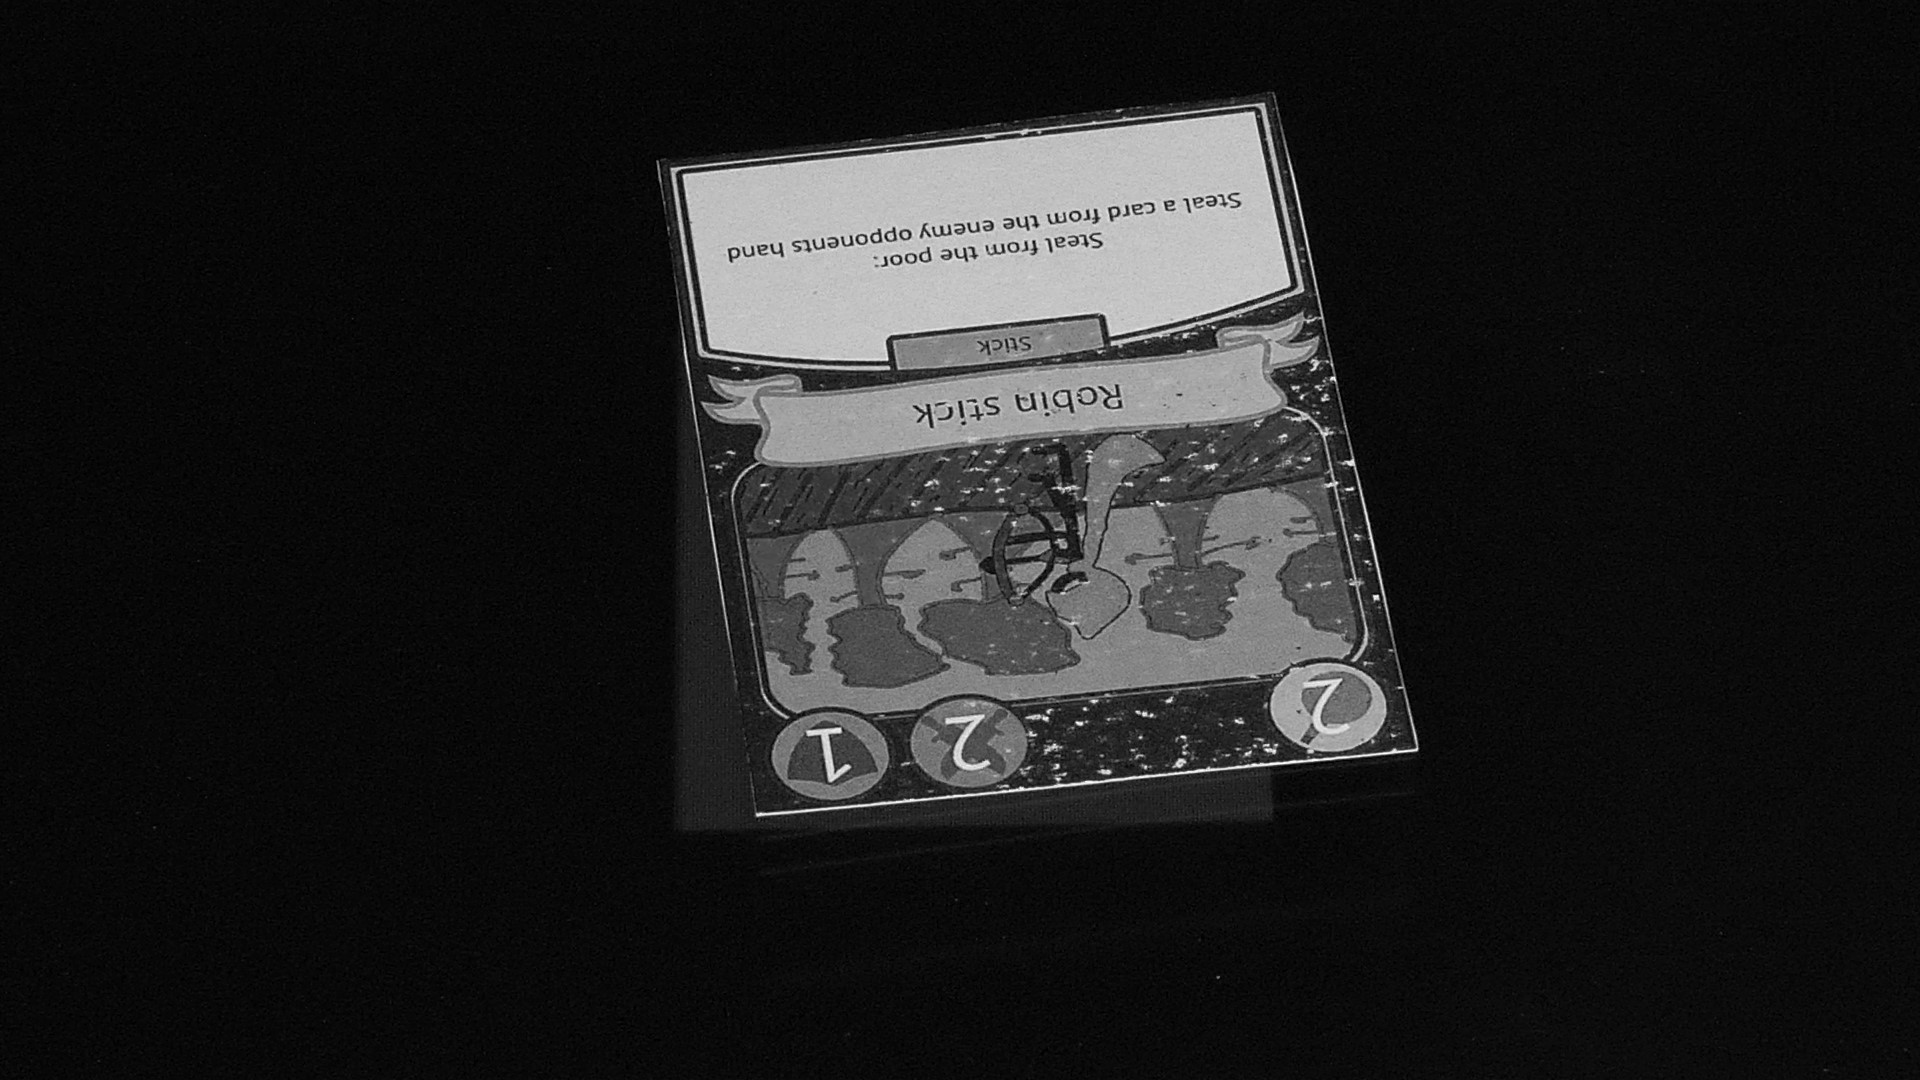 2 2 1
Robin stick
Stick
Steal from the poor:
Steal a card from the enemy opponents hand